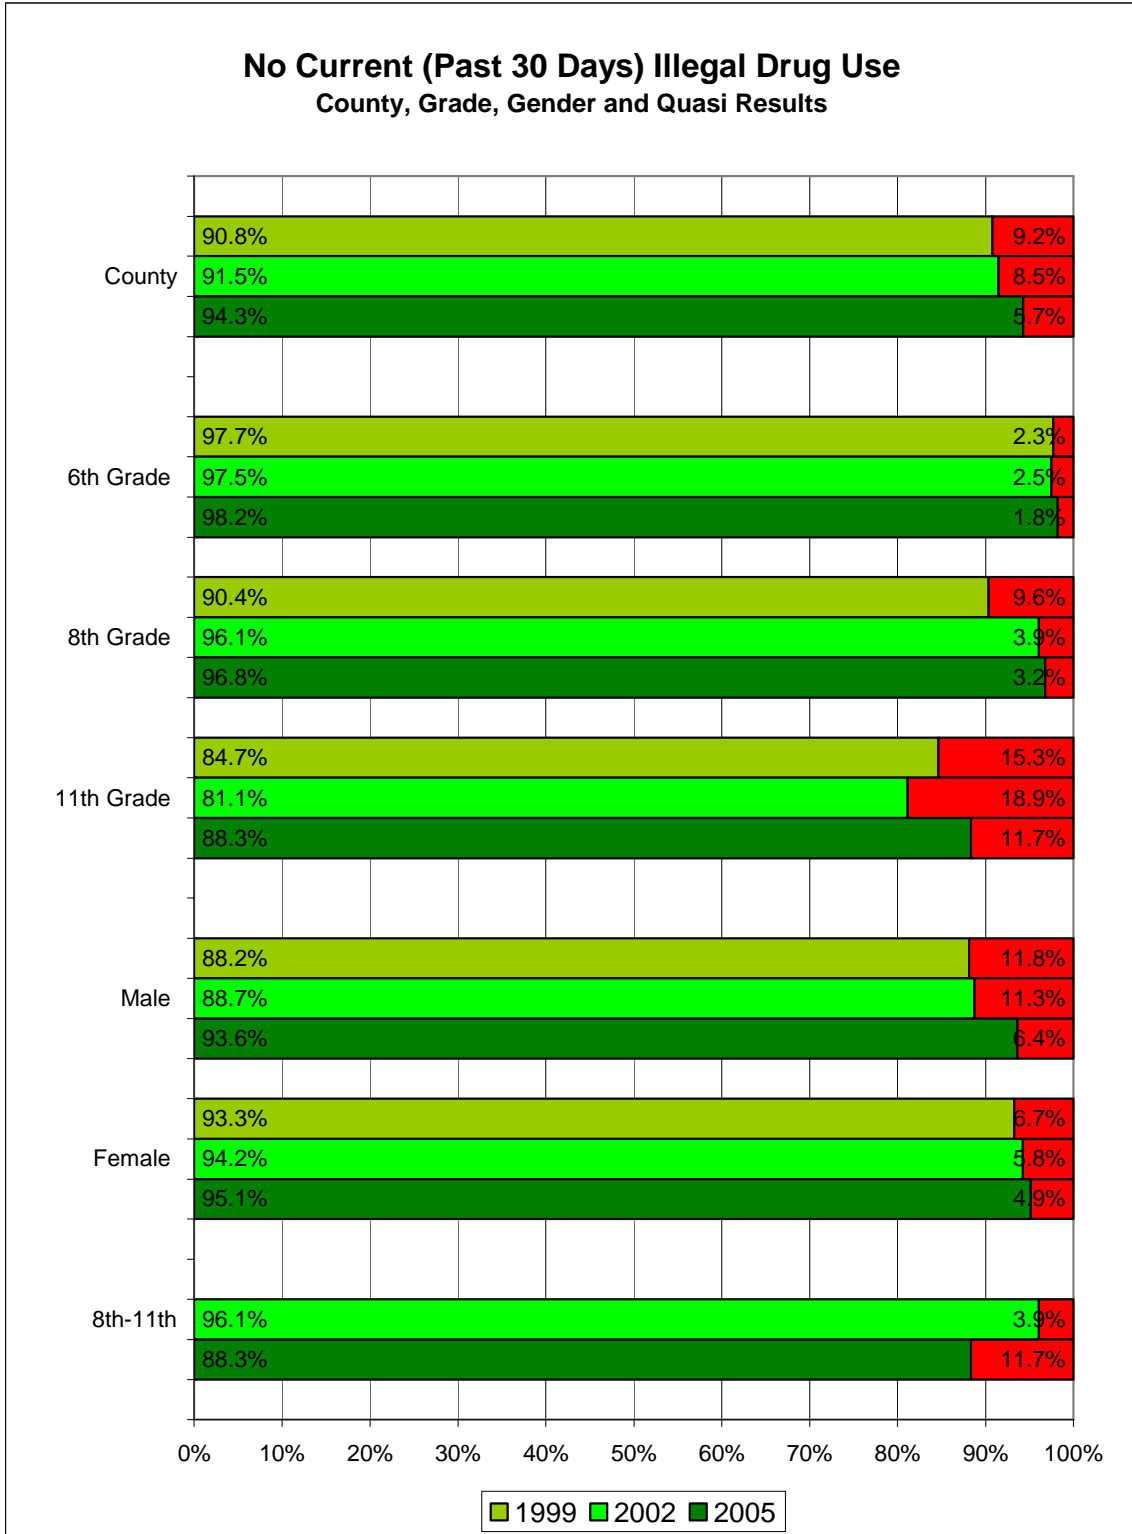 No Current (Past 30 Days) Illegal Drug Use
County, Grade, Gender and Quasi Results
90.8% 9.2%
County 91.5% 8.5%
94.3% 5.7%
97.7% 2.3%
6th Grade 97.5% 2.5%
98.2% 1.8%
90.4% 9.6%
8th Grade 96.1% 3.9%
96.8% 3.2%
84.7% 15.3%
11th Grade 81.1% 18.9%
88.3% 11.7%
88.2% 11.8%
Male 88.7% 11.3%
93.6% 6.4%
93.3% 6.7%
Female 94.2% 5.8%
95.1% 4.9%
8th-11th 96.1% 3.9%
88.3% 11.7%
0% 10% 20% 30% 40% 50% 60% 70% 80% 90% 100%
1999 2002 2005